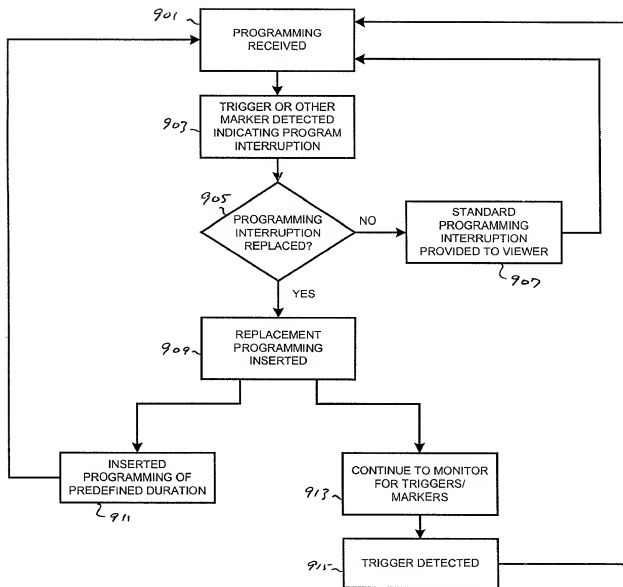 901
PROGRAMMING
RECEIVED
903
TRIGGER OR OTHER
MARKER DETECTED
INDICATING PROGRAM
INTERRUPTION
905
PROGRAMMING
INTERRUPTION
REPLACED?
NO
STANDARD
PROGRAMMING
INTERRUPTION
PROVIDED TO VIEWER
907
YES
909
REPLACEMENT
PROGRAMMING
INSERTED
INSERTED
PROGRAMMING OF
PREDEFINED DURATION
911
913
CONTINUE TO MONITOR
FOR TRIGGERS/
MARKERS
915
TRIGGER DETECTED